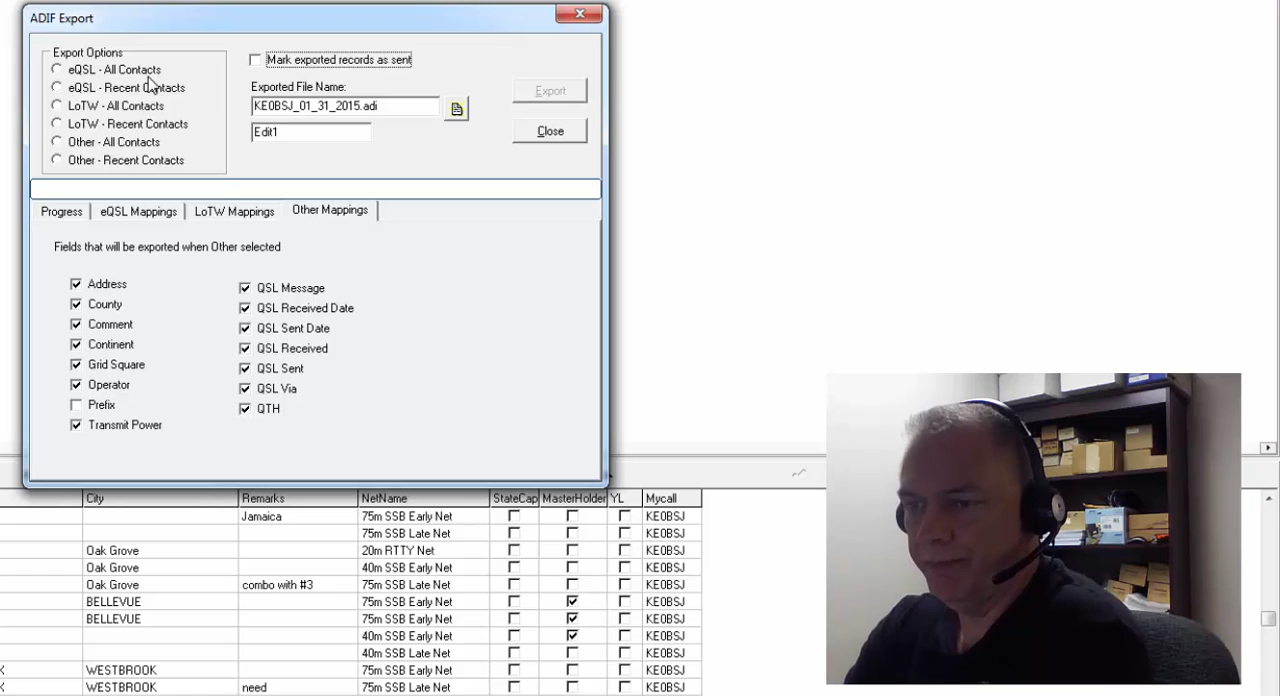 ADIF Export
Export Options
eQSL - All Contacts
eQSL - Recent Contacts
LoTW - All Contacts
LoTW - Recent Contacts
Other - All Contacts
Other - Recent Contacts
Mark exported records as sent
Exported File Name:
KE0BSJ_01_31_2015.adi
Edit1
Export
Close
Progress eQSL Mappings LoTW Mappings Other Mappings
Fields that will be exported when Other selected
Address
County
Comment
Continent
Grid Square
Operator
Prefix
Transmit Power
QSL Message
QSL Received Date
QSL Sent Date
QSL Received
QSL Sent
QSL Via
QTH
City Remarks NetName StateCap MasterHolder YL Mycall
Jamaica 75m SSB Early Net KE0BSJ
75m SSB Late Net KE0BSJ
Oak Grove 20m RTTY Net KE0BSJ
Oak Grove 40m SSB Early Net KE0BSJ
Oak Grove combo with #3 75m SSB Late Net KE0BSJ
BELLEVUE 75m SSB Early Net KE0BSJ
BELLEVUE 75m SSB Early Net KE0BSJ
40m SSB Early Net KE0BSJ
40m SSB Late Net KE0BSJ
WESTBROOK 75m SSB Early Net KE0BSJ
WESTBROOK need 75m SSB Late Net KE0BSJ